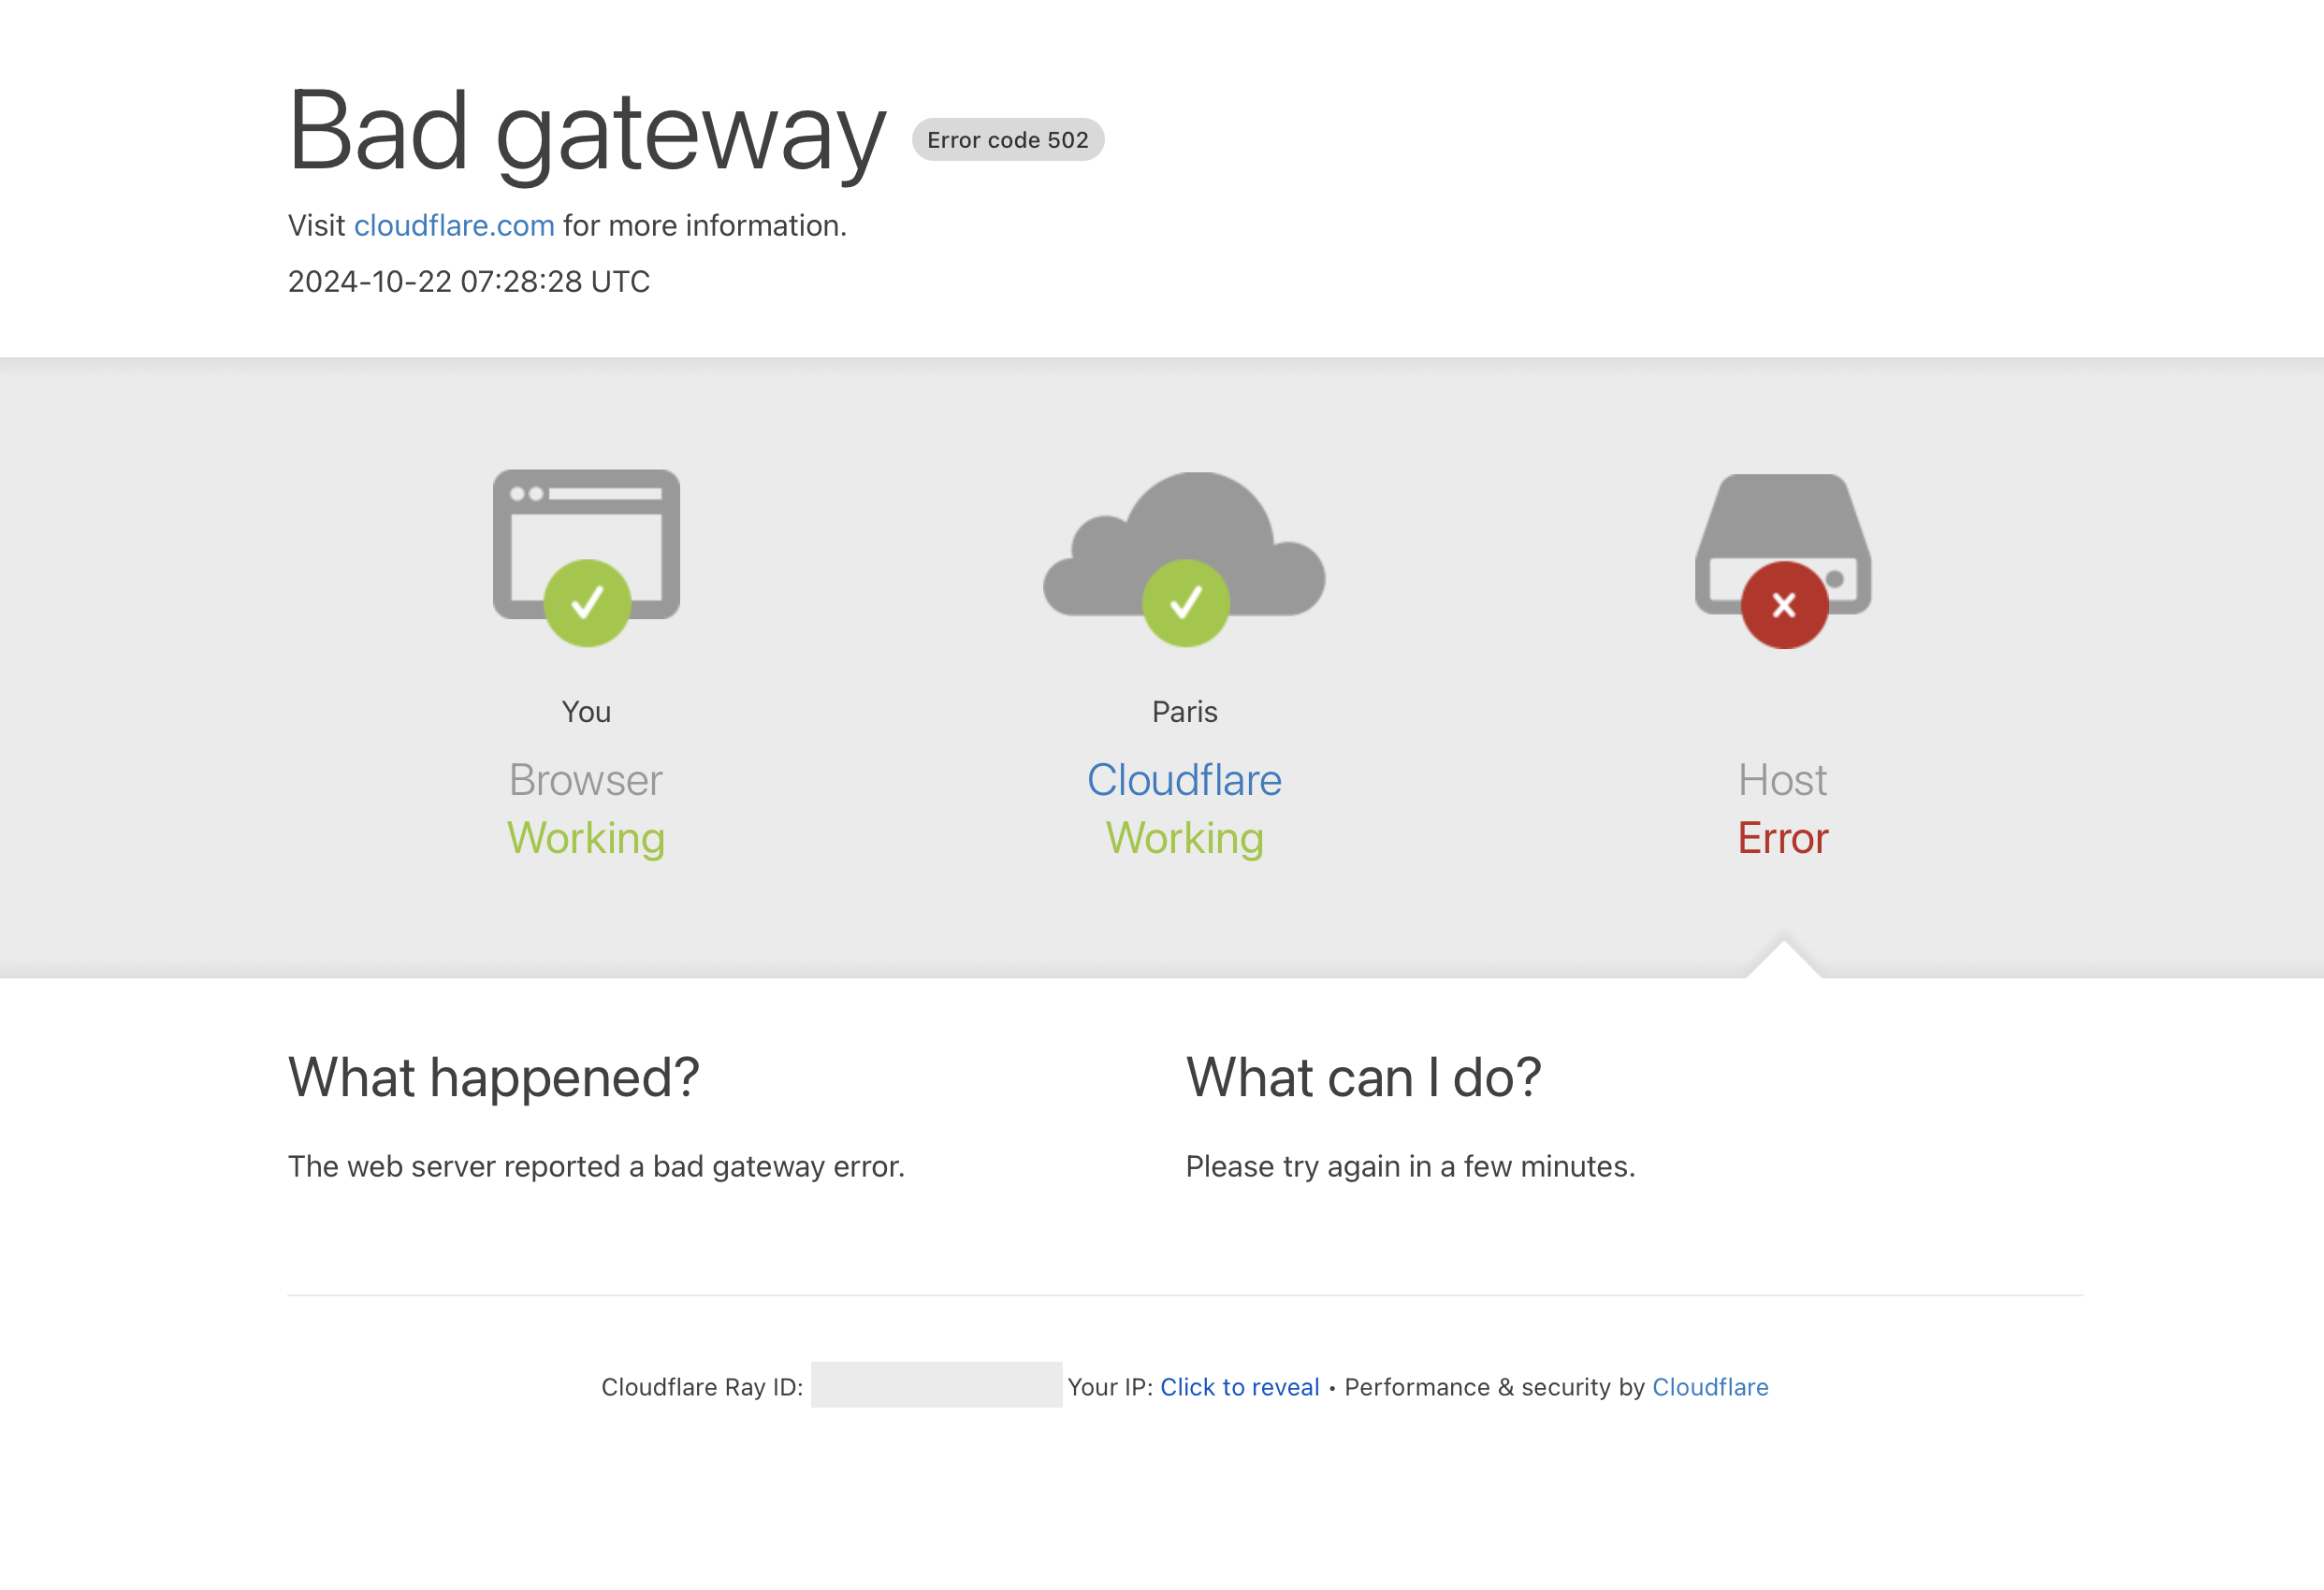 Bad gateway Error code 502
Visit cloudflare.com for more information.
2024-10-22 07:28:28 UTC
You
Browser
Working
Paris
Cloudflare
Working
Host
Error
What happened?
The web server reported a bad gateway error.
What can I do?
Please try again in a few minutes.
Cloudflare Ray ID: Your IP: Click to reveal • Performance & security by Cloudflare